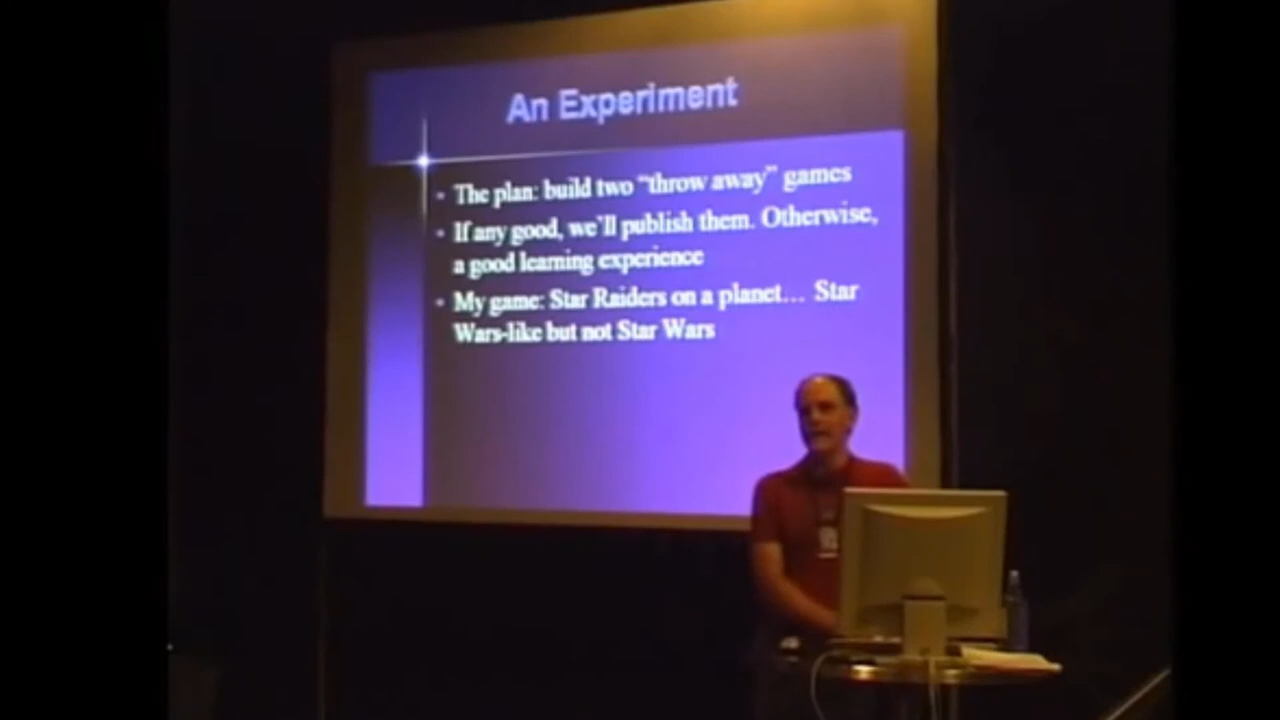 An Experiment
The plan: build two “throw away” games
If any good, we’ll publish them. Otherwise,
a good learning experience
My game: Star Raiders on a planet… Star
Wars-like but not Star Wars